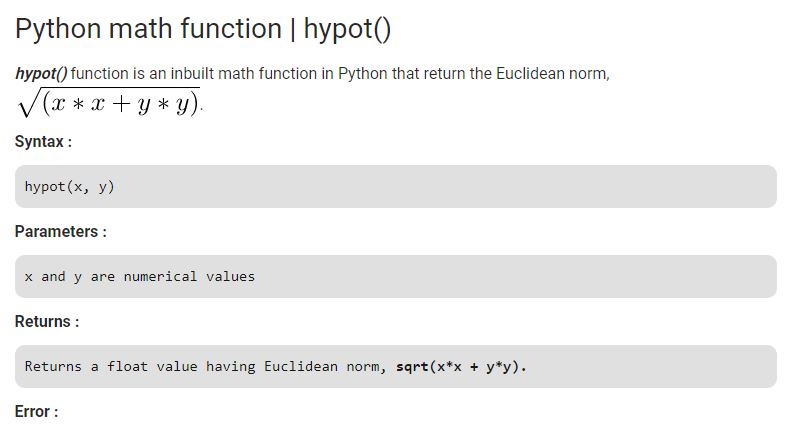 Python math function | hypot()
hypot() function is an inbuilt math function in Python that return the Euclidean norm,
√(x * x + y * y).
Syntax :
hypot(x, y)
Parameters :
x and y are numerical values
Returns :
Returns a float value having Euclidean norm, sqrt(x*x + y*y).
Error :